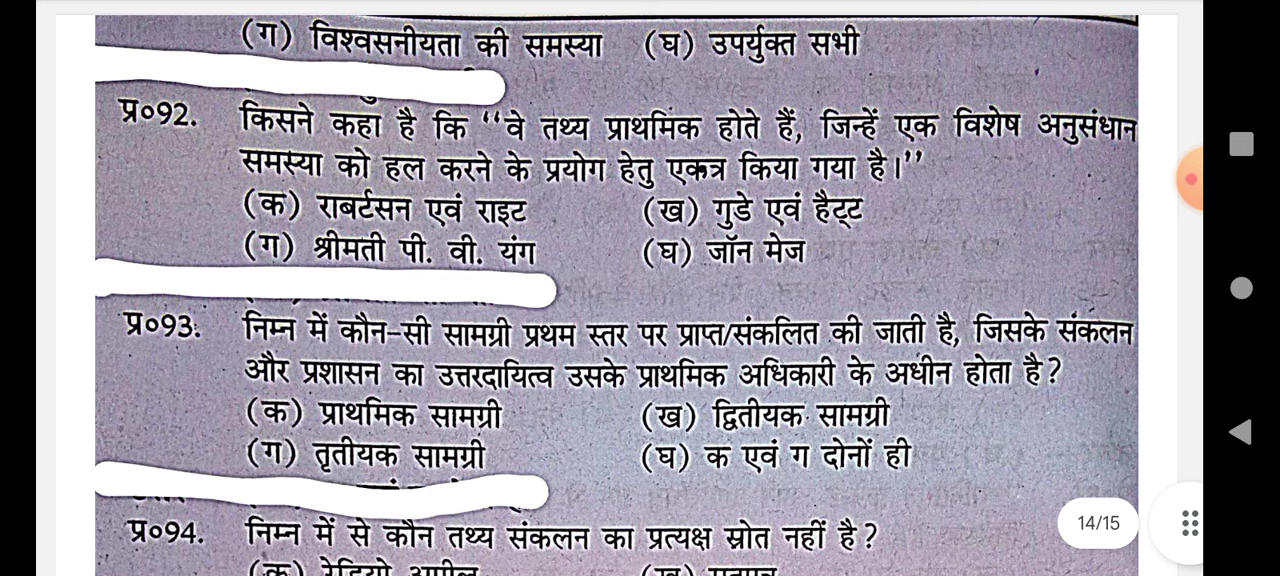 (ग) विश्वसनीयता की समस्या (घ) उपर्युक्त सभी
प्र०92. किसने कहा है कि ‘‘वे तथ्य प्राथमिक होते हैं, जिन्हें एक विशेष अनुसंधान
समस्या को हल करने के प्रयोग हेतु एकत्र किया गया है।’’
(क) राबर्टसन एवं राइट (ख) गुडे एवं हैट्ट
(ग) श्रीमती पी. वी. यंग (घ) जॉन मेज
प्र०93. निम्न में कौन-सी सामग्री प्रथम स्तर पर प्राप्त/संकलित की जाती है, जिसके संकलन
और प्रशासन का उत्तरदायित्व उसके प्राथमिक अधिकारी के अधीन होता है?
(क) प्राथमिक सामग्री (ख) द्वितीयक सामग्री
(ग) तृतीयक सामग्री (घ) क एवं ग दोनों ही
14/15
प्र०94. निम्न में से कौन तथ्य संकलन का प्रत्यक्ष स्रोत नहीं है?
(क) रेडियो अपील (ख)